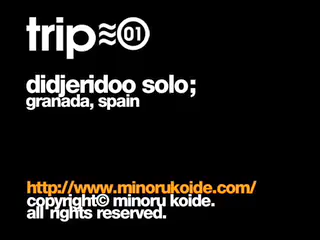 trip≈01
didjeridoo solo;
granada, spain
http://www.minorukoide.com/
copyright© minoru koide.
all rights reserved.